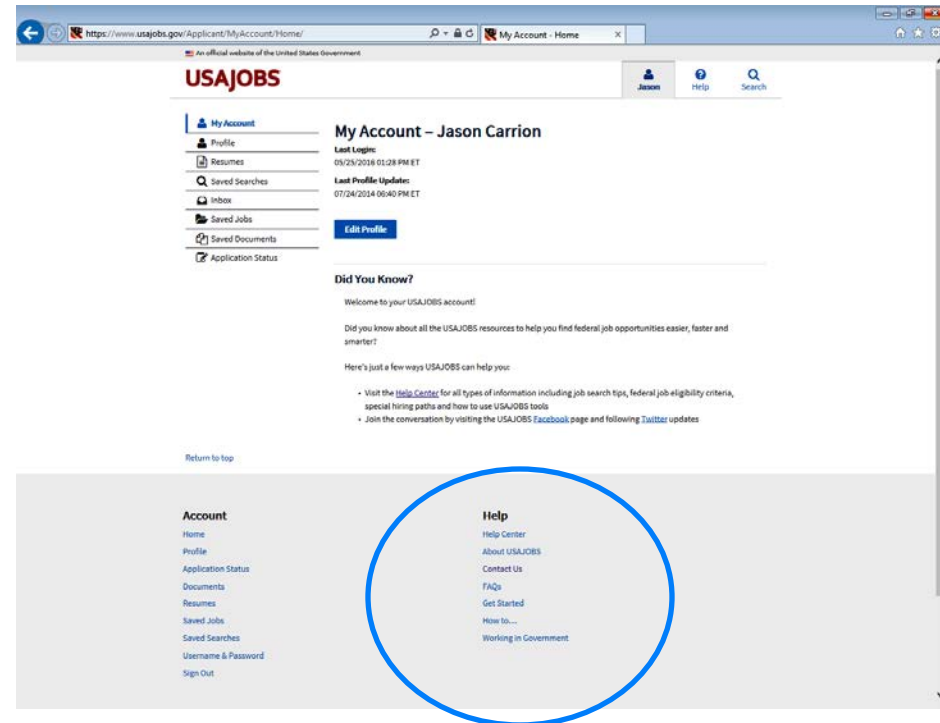 https://www.usajobs.gov/Applicant/MyAccount/Home/
My Account - Home
An official website of the United States Government
USAJOBS
Jason
Help
Search
My Account
Profile
Resumes
Saved Searches
Inbox
Saved Jobs
Saved Documents
Application Status
My Account – Jason Carrion
Last Login:
05/25/2016 01:28 PM ET
Last Profile Update:
07/24/2014 06:40 PM ET
Edit Profile
Did You Know?
Welcome to your USAJOBS account!
Did you know about all the USAJOBS resources to help you find federal job opportunities easier, faster and
smarter?
Here's just a few ways USAJOBS can help you:
• Visit the Help Center for all types of information including job search tips, federal job eligibility criteria,
special hiring paths and how to use USAJOBS tools
• Join the conversation by visiting the USAJOBS Facebook page and following Twitter updates
Return to top
Account
Home
Profile
Application Status
Documents
Resumes
Saved Jobs
Saved Searches
Username & Password
Sign Out
Help
Help Center
About USAJOBS
Contact Us
FAQs
Get Started
How to....
Working in Government